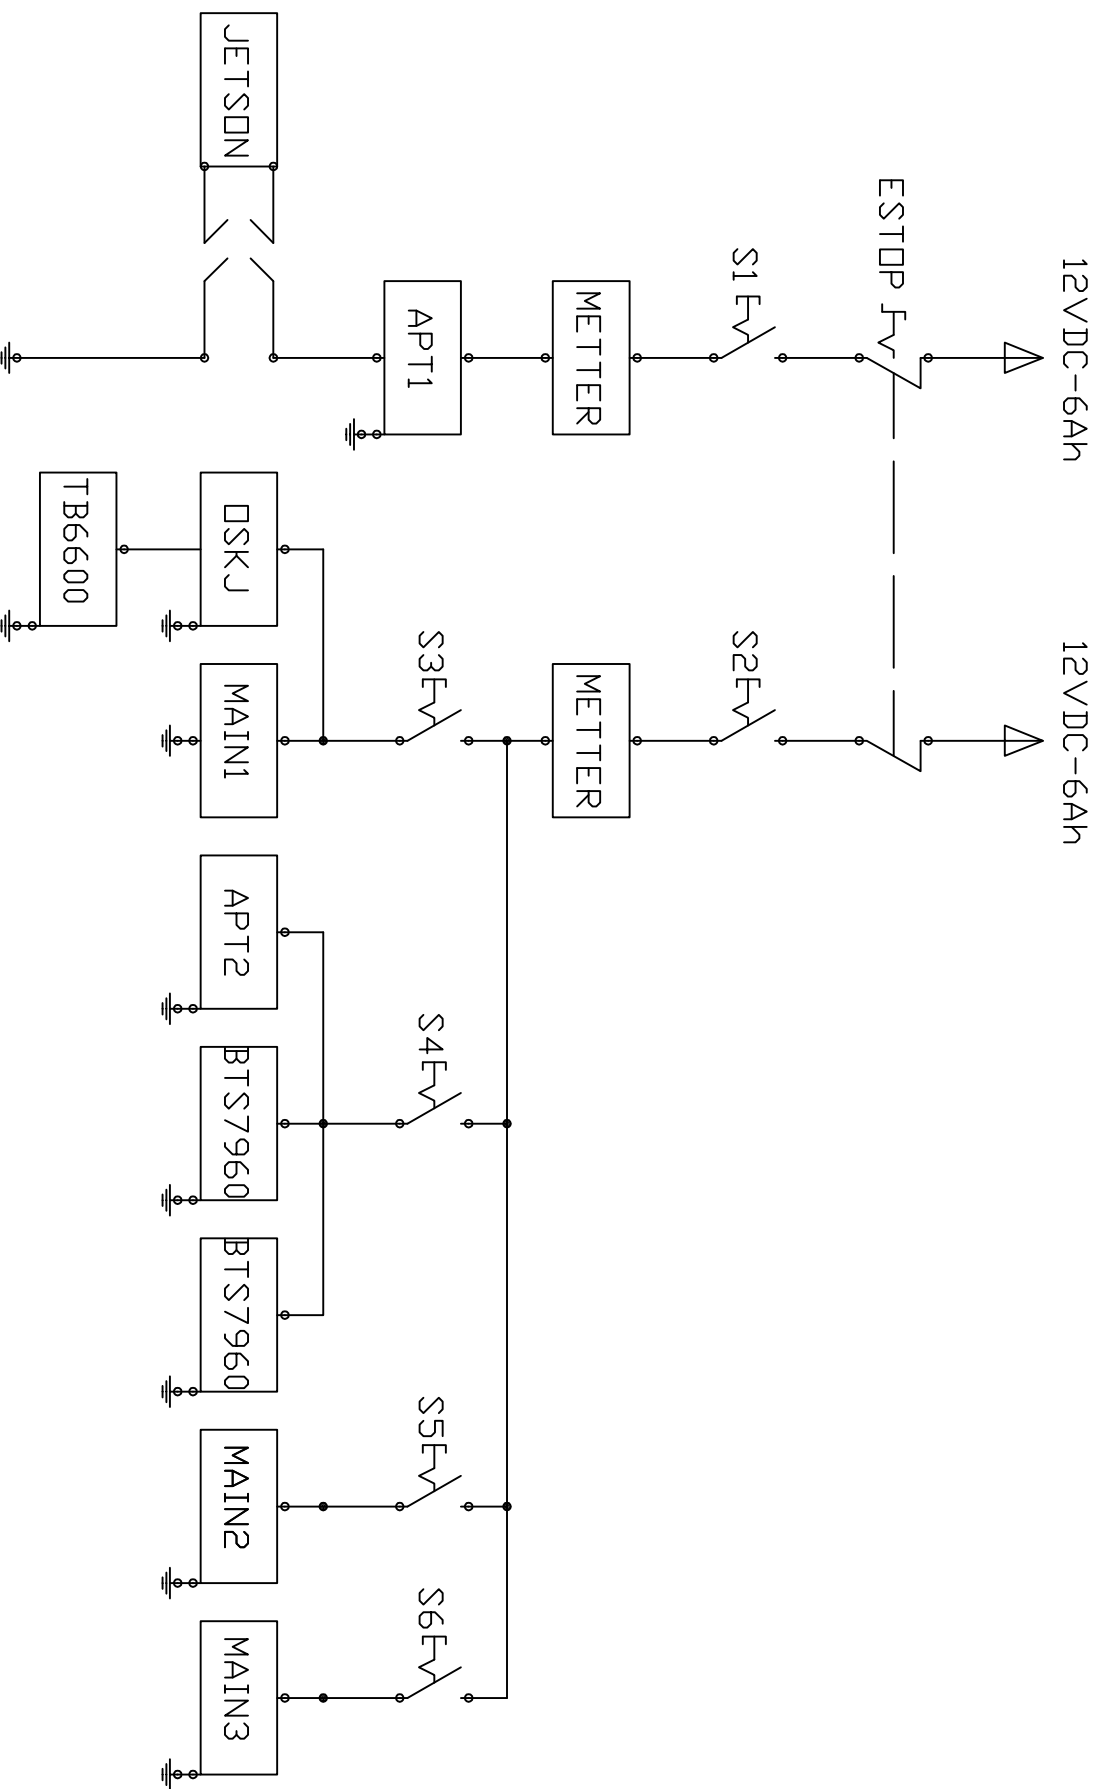 12VDC-6Ah
12VDC-6Ah
ESTOP
S1
S2
METTER
METTER
APT1
S3
S4
S5
S6
JETSON
OSKJ
MAIN1
APT2
BTS7960
BTS7960
MAIN2
MAIN3
TB6600